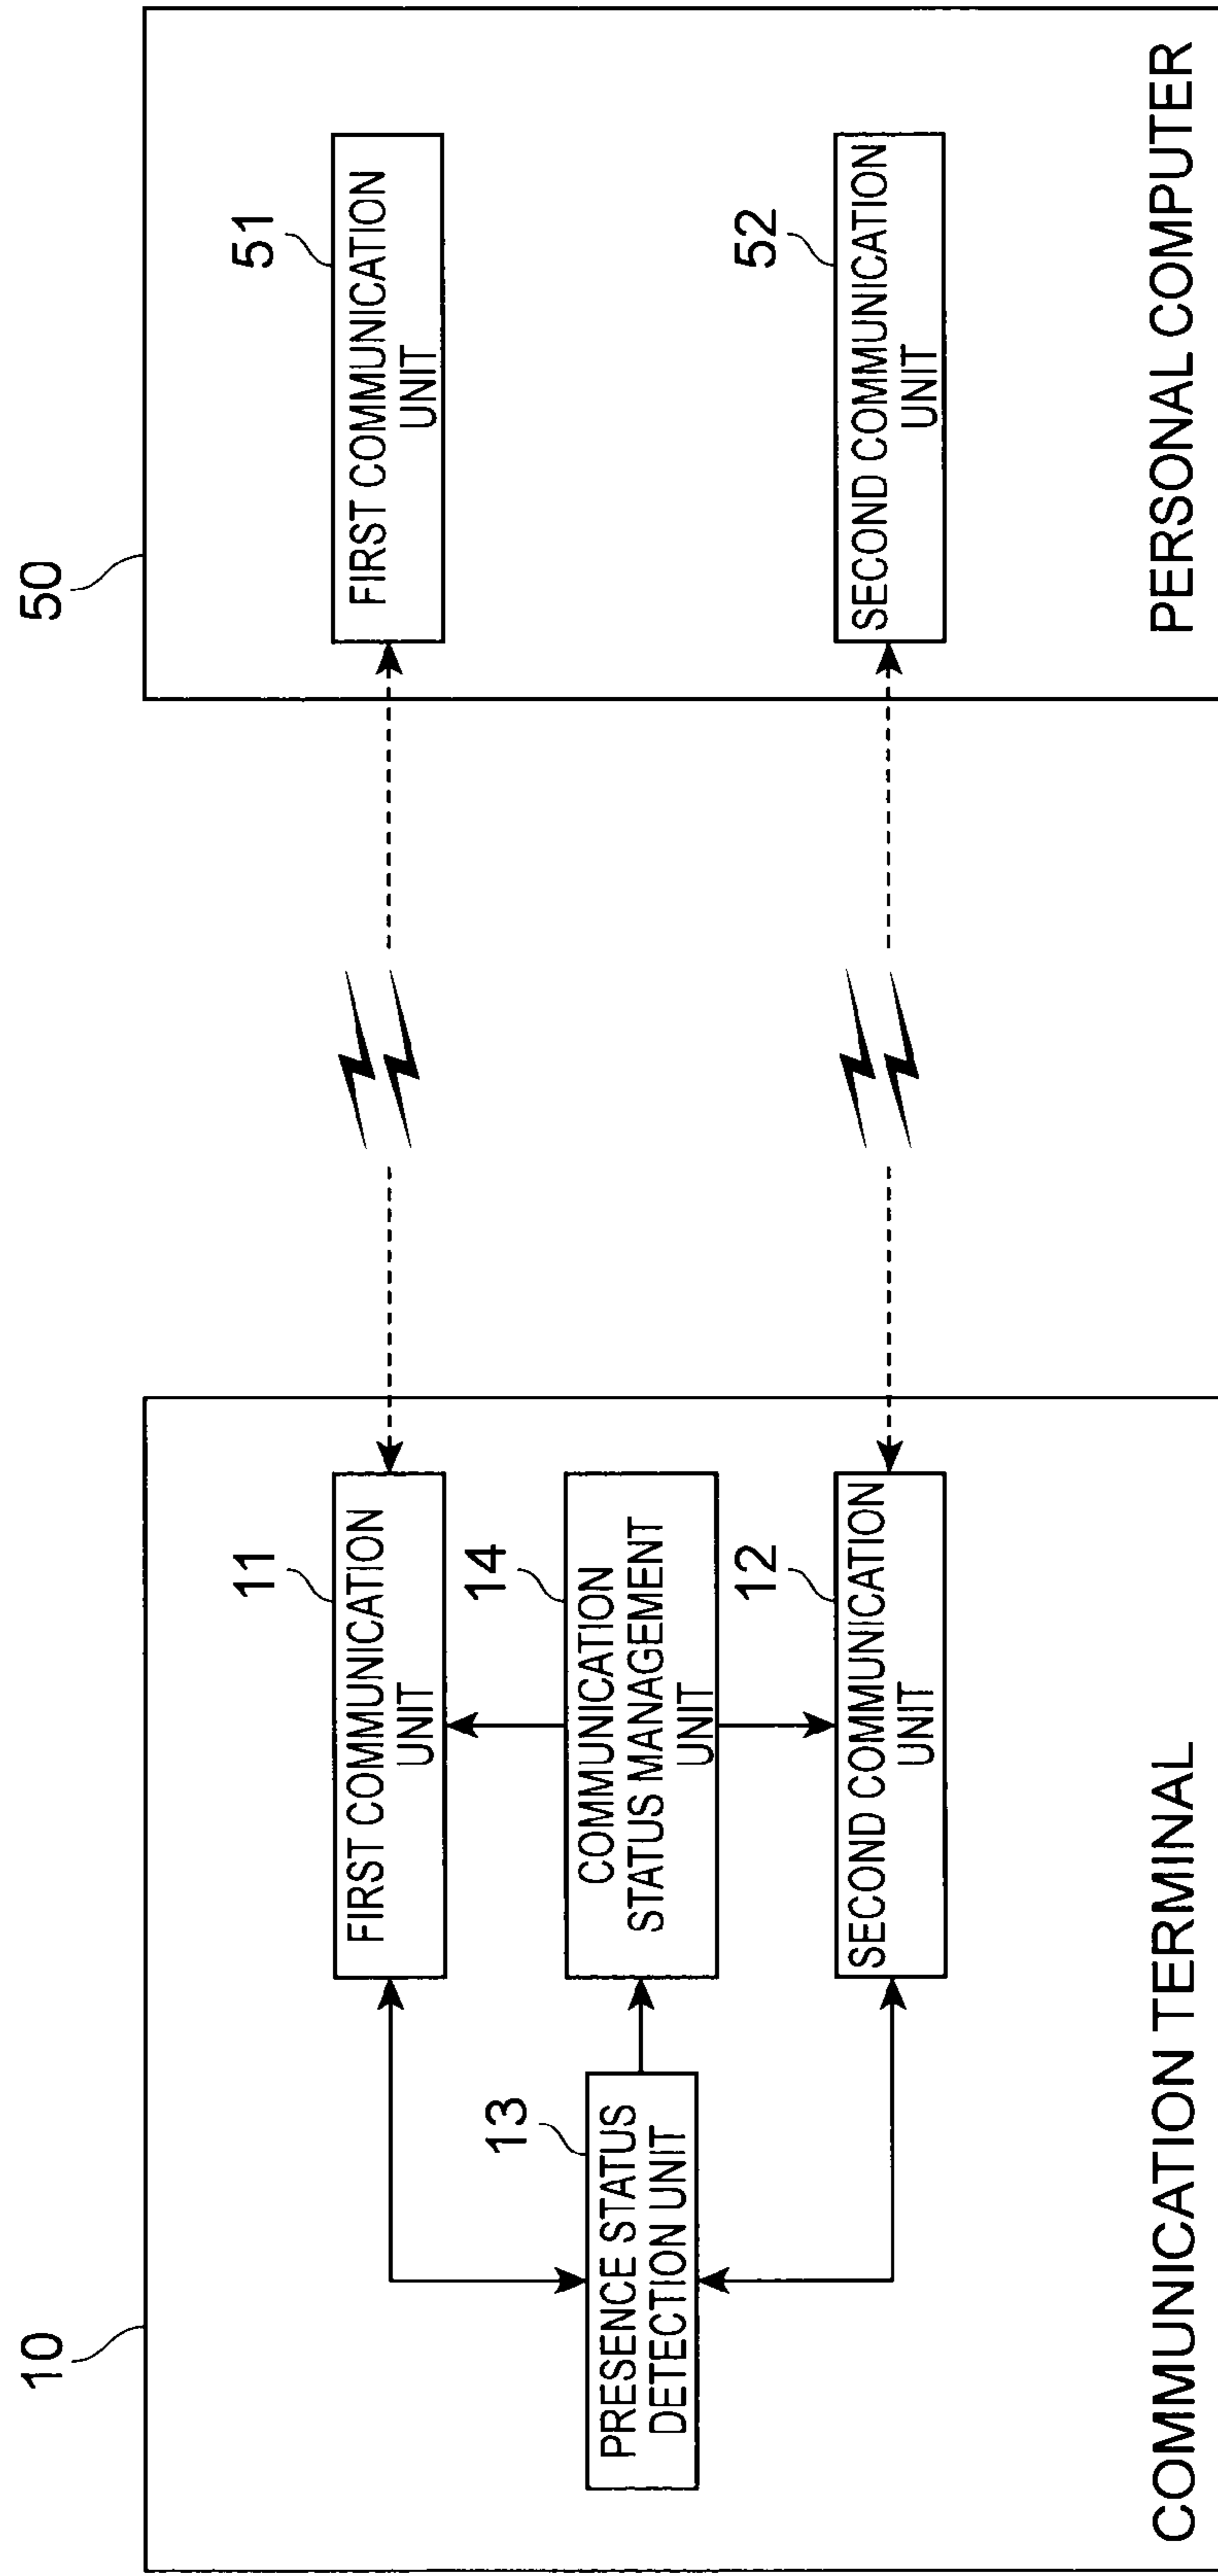 10
50
11
FIRST COMMUNICATION
UNIT
51
FIRST COMMUNICATION
UNIT
13
PRESENCE STATUS
DETECTION UNIT
14
COMMUNICATION
STATUS MANAGEMENT
UNIT
12
SECOND COMMUNICATION
UNIT
52
SECOND COMMUNICATION
UNIT
COMMUNICATION TERMINAL
PERSONAL COMPUTER